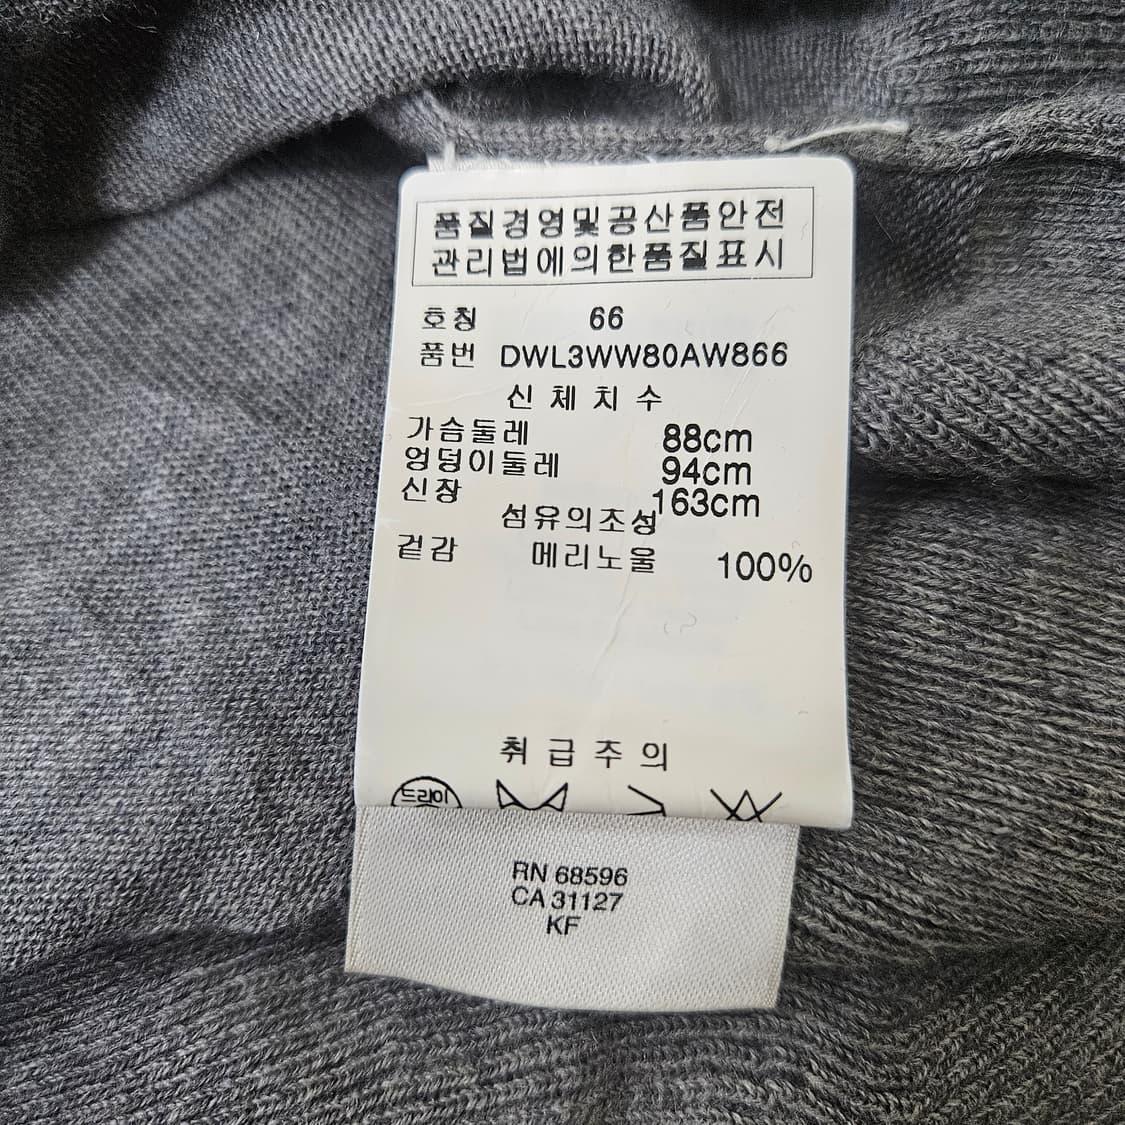 품질경영및공산품안전
관리법에의한품질표시
호칭 66
품번 DWL3WW80AW866
신체치수
가슴둘레 88cm
엉덩이둘레 94cm
신장 163cm
섬유의조성
겉감 메리노울 100%
취급주의
드라이
RN 68596
CA 31127
KF